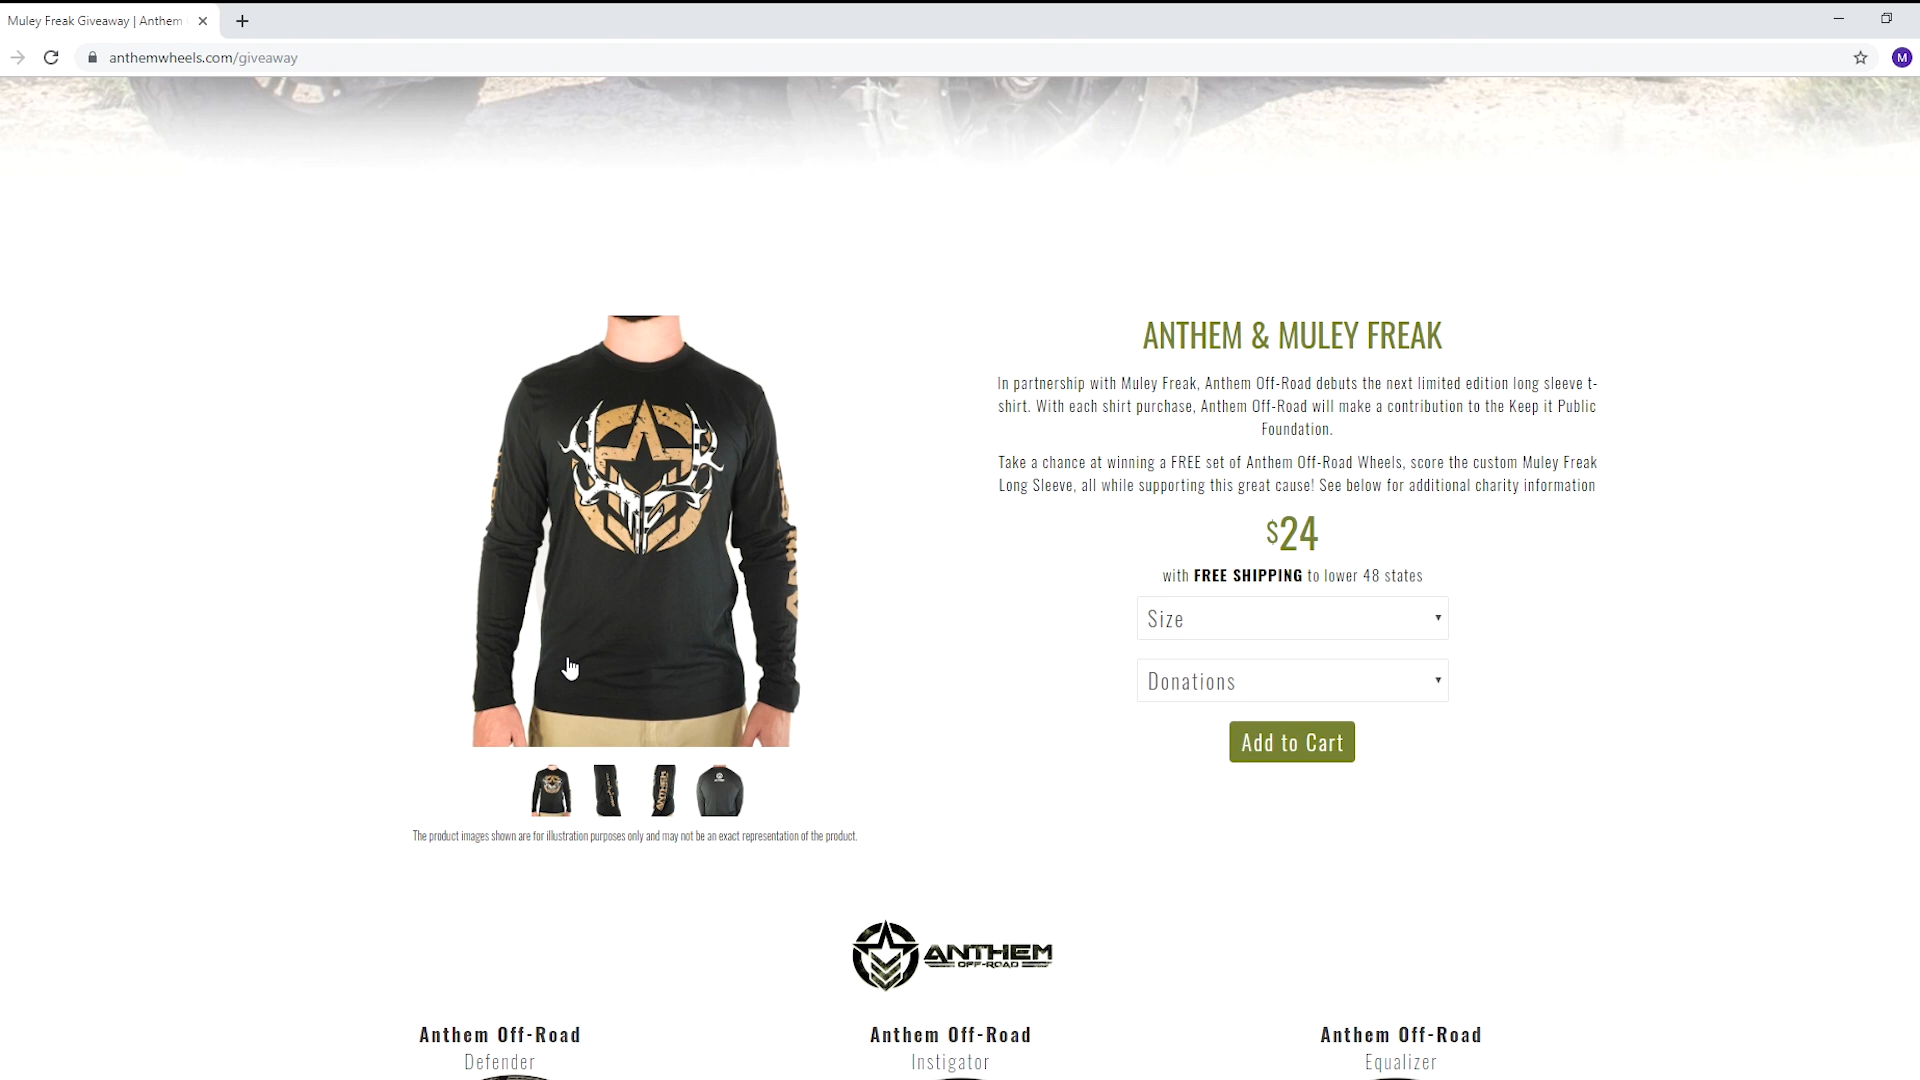 Muley Freak Giveaway | Anthem
anthemwheels.com/giveaway
M
ANTHEM & MULEY FREAK
In partnership with Muley Freak, Anthem Off-Road debuts the next limited edition long sleeve t-
shirt. With each shirt purchase, Anthem Off-Road will make a contribution to the Keep it Public
Foundation.
Take a chance at winning a FREE set of Anthem Off-Road Wheels, score the custom Muley Freak
Long Sleeve, all while supporting this great cause! See below for additional charity information
$24
with FREE SHIPPING to lower 48 states
Size
Donations
Add to Cart
ANTHEM
The product images shown are for illustration purposes only and may not be an exact representation of the product.
ANTHEM
OFF-ROAD
Anthem Off-Road
Defender
Anthem Off-Road
Instigator
Anthem Off-Road
Equalizer